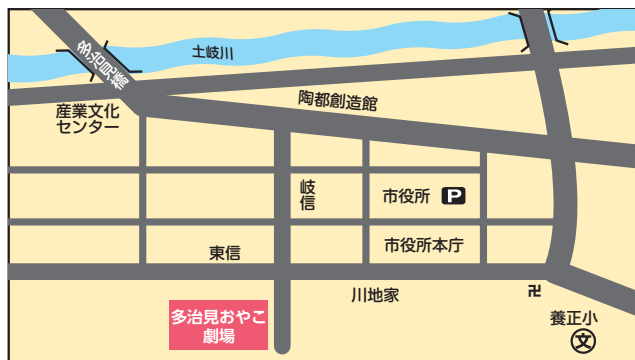 多治見橋
土岐川
陶都創造館
産業文化
センター
岐信
市役所 P
市役所本庁
東信
川地家
卍
多治見おやこ
劇場
養正小
文